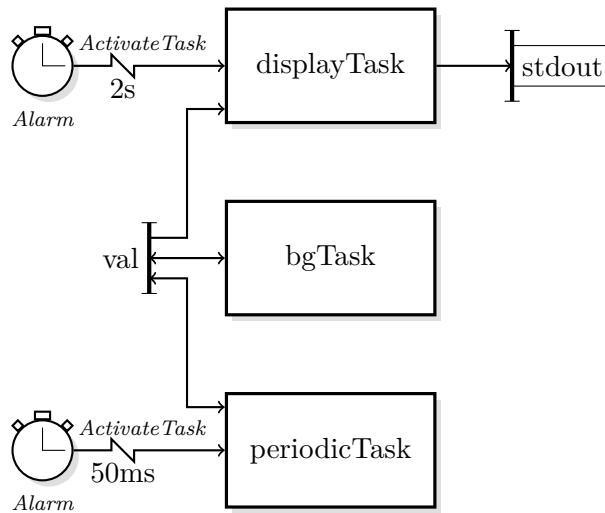 ActivateTask
displayTask
stdout
2s
Alarm
val
bgTask
ActivateTask
periodicTask
50ms
Alarm